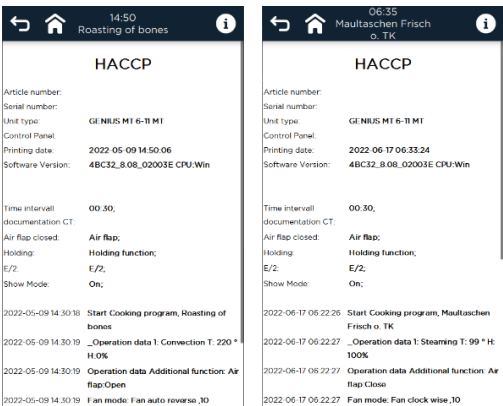 14:50
Roasting of bones
HACCP
Article number:
Serial number:
Unit type: GENIUS MT 6-11 MT
Control Panel:
Printing date: 2022-05-09 14:50:06
Software Version: 4BC32_8.08_02003E CPU:Win
Time intervall 00:30;
documentation CT:
Air flap closed: Air flap;
Holding: Holding function;
E/2: E/2;
Show Mode: On;
2022-05-09 14:30:18 Start Cooking program, Roasting of
bones
2022-05-09 14:30:19 _Operation data 1: Convection T: 220 °
H:0%
2022-05-09 14:30:19 Operation data Additional function: Air
flap:Open
2022-05-09 14:30:19 Fan mode: Fan auto reverse ,10
06:35
Maultaschen Frisch
o. TK
HACCP
Article number:
Serial number:
Unit type: GENIUS MT 6-11 MT
Control Panel:
Printing date: 2022-06-17 06:33:24
Software Version: 4BC32_8.08_02003E CPU:Win
Time intervall 00:30;
documentation CT:
Air flap closed: Air flap;
Holding: Holding function;
E/2: E/2;
Show Mode: On;
2022-06-17 06:22:26 Start Cooking program, Maultaschen
Frisch o. TK
2022-06-17 06:22:27 _Operation data 1: Steaming T: 99 ° H:
100%
2022-06-17 06:22:27 Operation data Additional function: Air
flap:Close
2022-06-17 06:22:27 Fan mode: Fan clock wise ,10